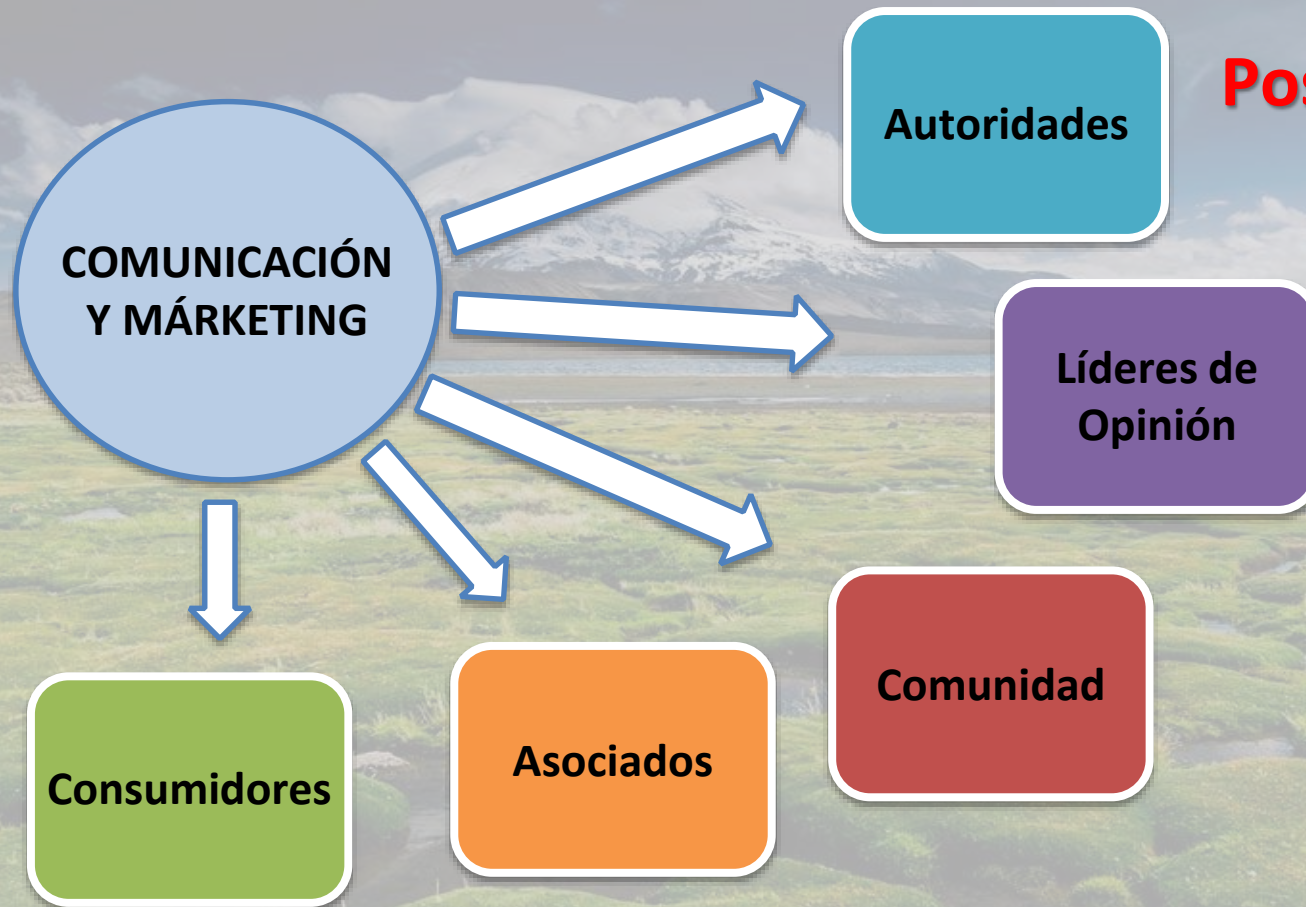 Autoridades
Pos
COMUNICACIÓN
Y MÁRKETING
Líderes de
Opinión
Comunidad
Asociados
Consumidores